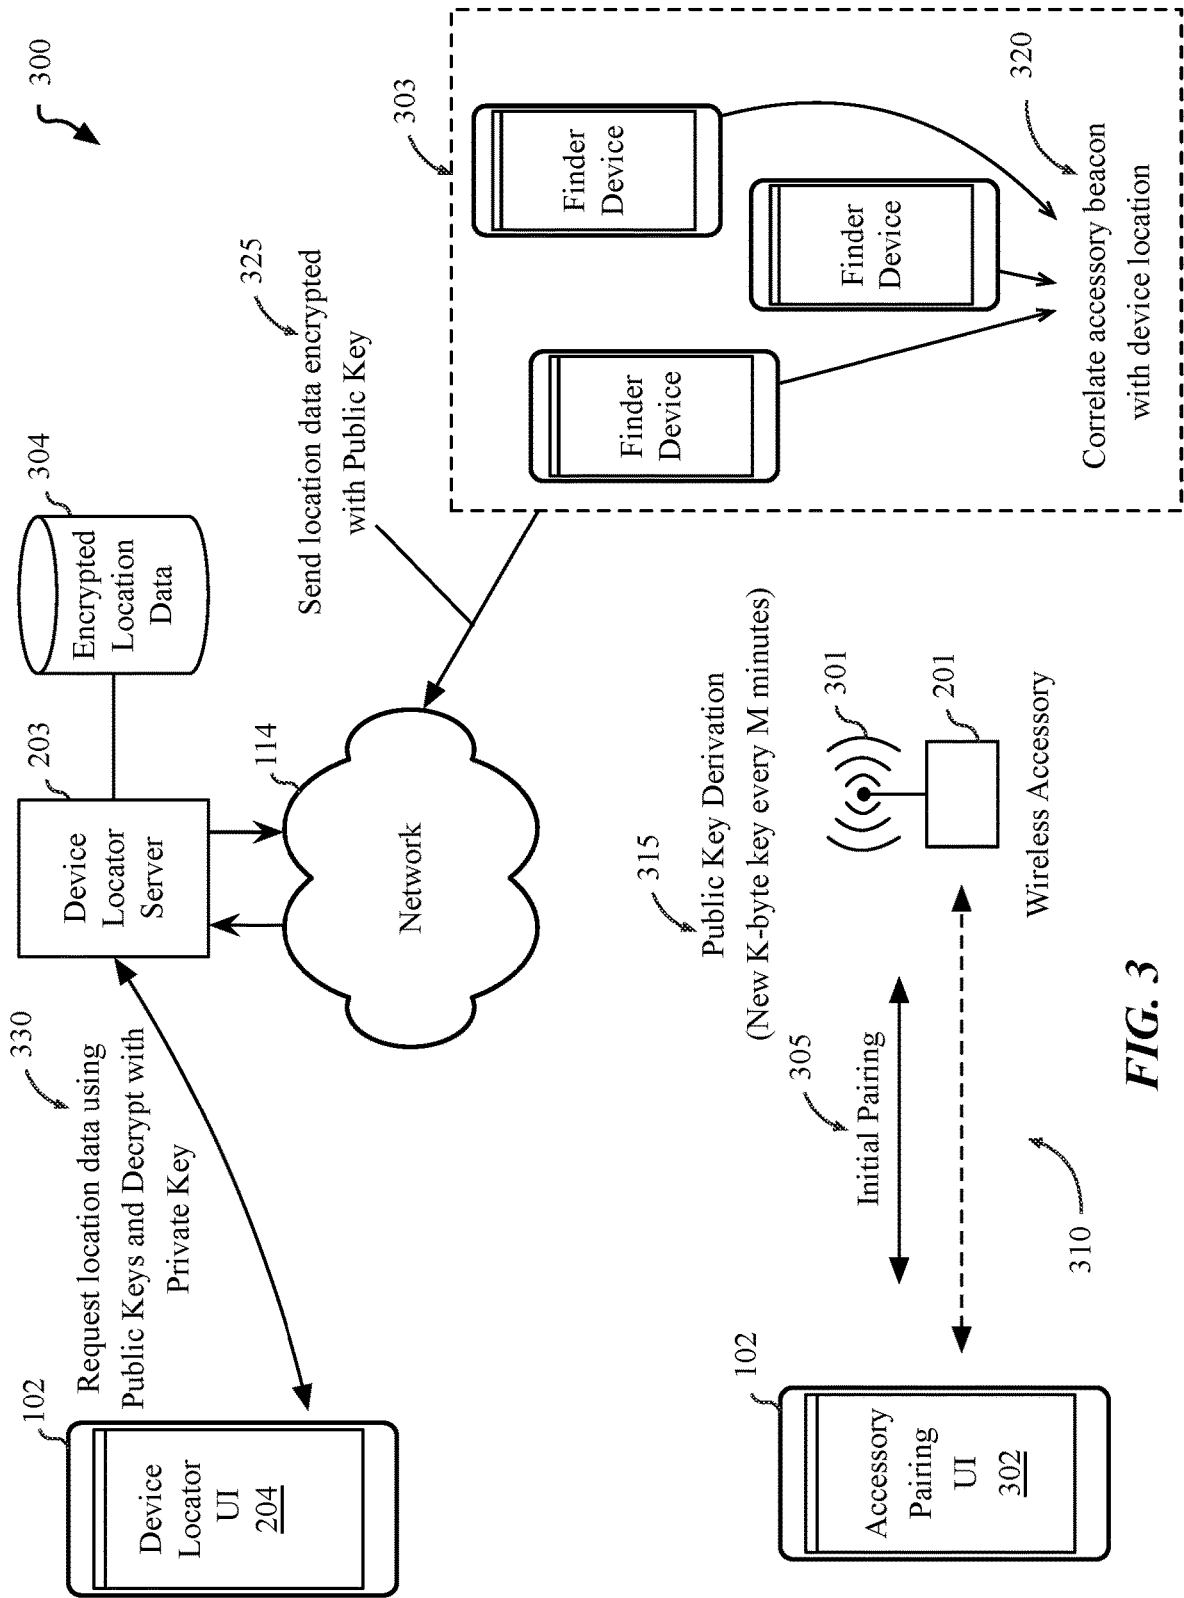 300
102
Device
Locator
UI
204
330
Request location data using
Public Keys and Decrypt with
Private Key
203
Device
Locator
Server
304
Encrypted
Location
Data
114
Network
325
Send location data encrypted
with Public Key
303
Finder
Device
Finder
Device
Finder
Device
320
Correlate accessory beacon
with device location
102
Accessory
Pairing
UI
302
305
Initial Pairing
310
315
Public Key Derivation
(New K-byte key every M minutes)
301
201
Wireless Accessory
FIG. 3